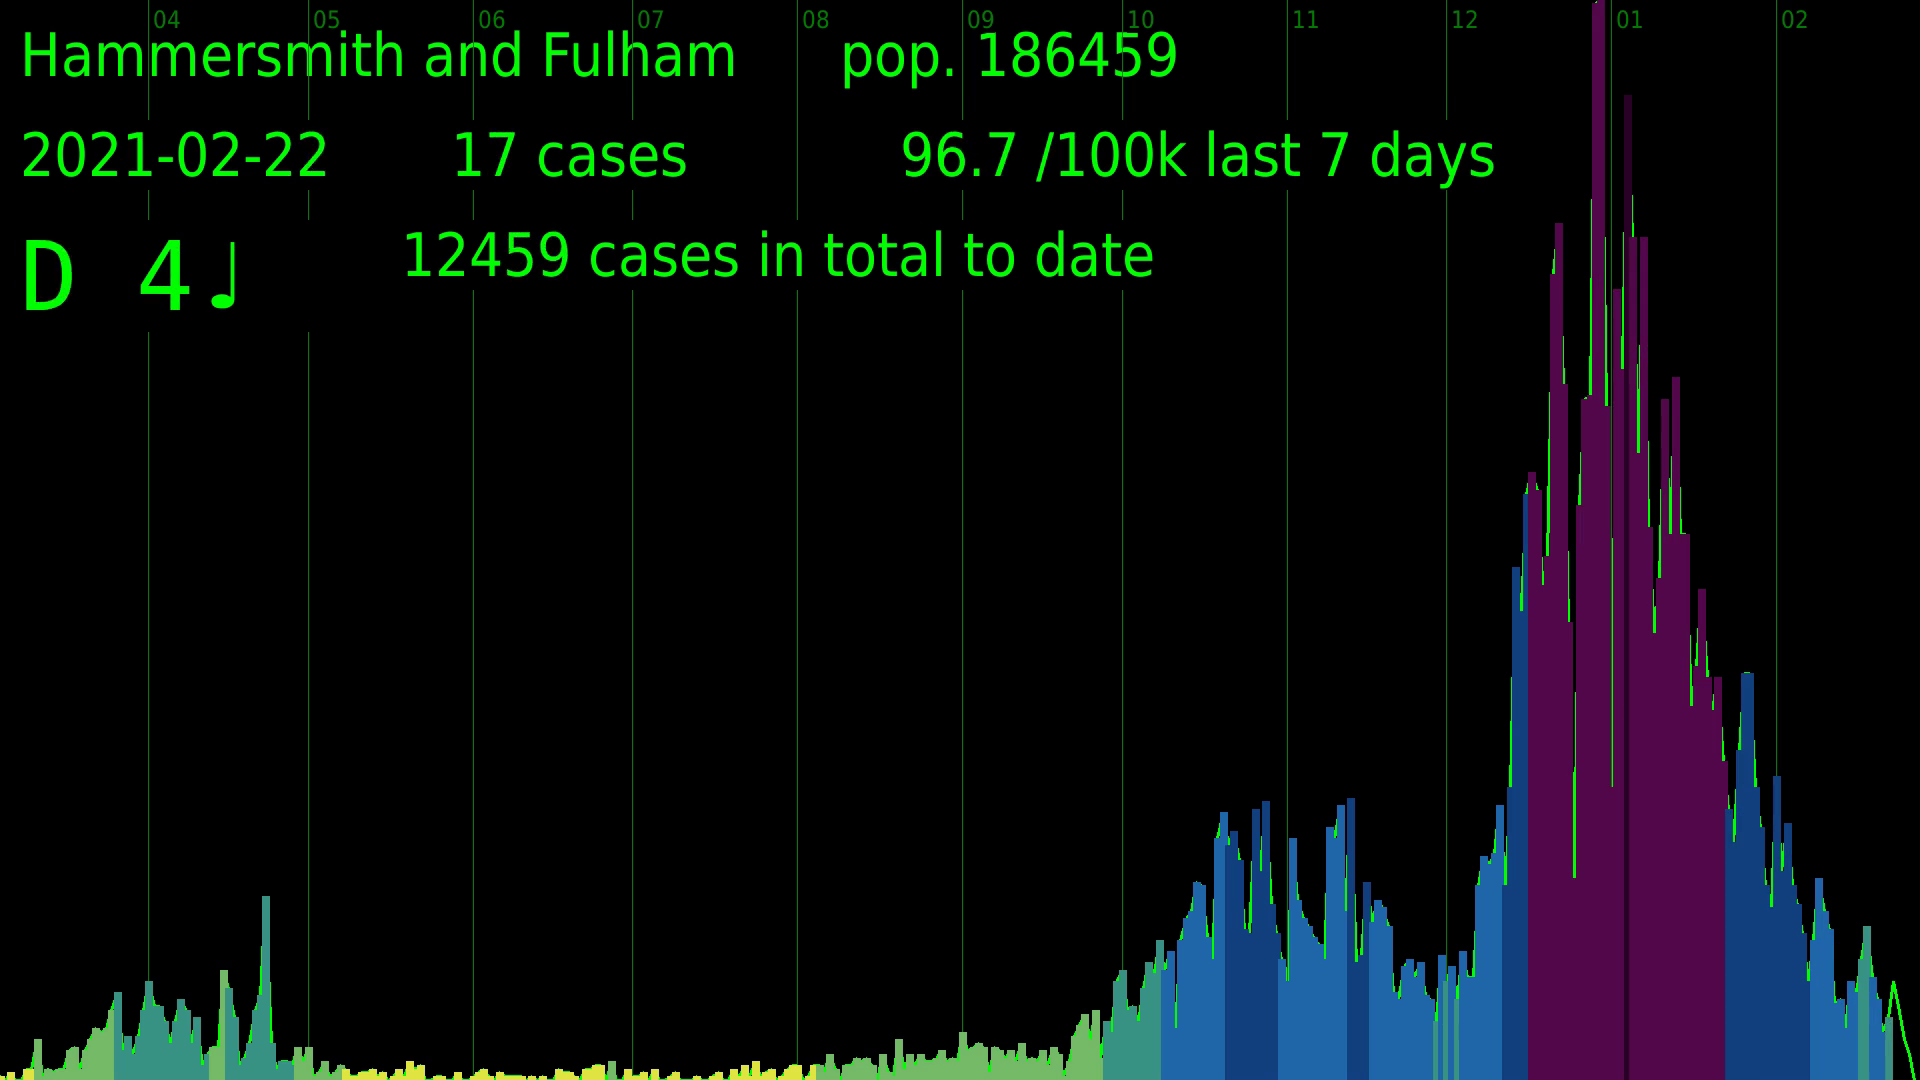 04 05 06 07 08 09 10 11 12 01 02
Hammersmith and Fulham pop. 186459
2021-02-22 17 cases 96.7 /100k last 7 days
D 4♩ 12459 cases in total to date